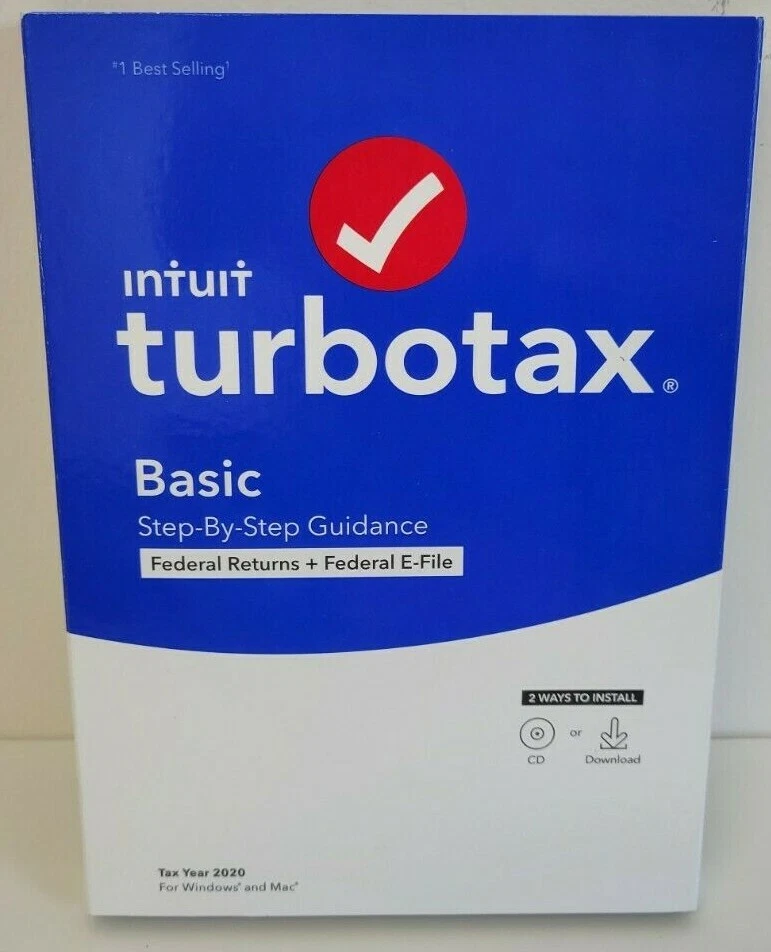 #1 Best Selling¹
intuit
turbotax®
Basic
Step-By-Step Guidance
Federal Returns + Federal E-File
2 WAYS TO INSTALL
CD or Download
Tax Year 2020
For Windows® and Mac®